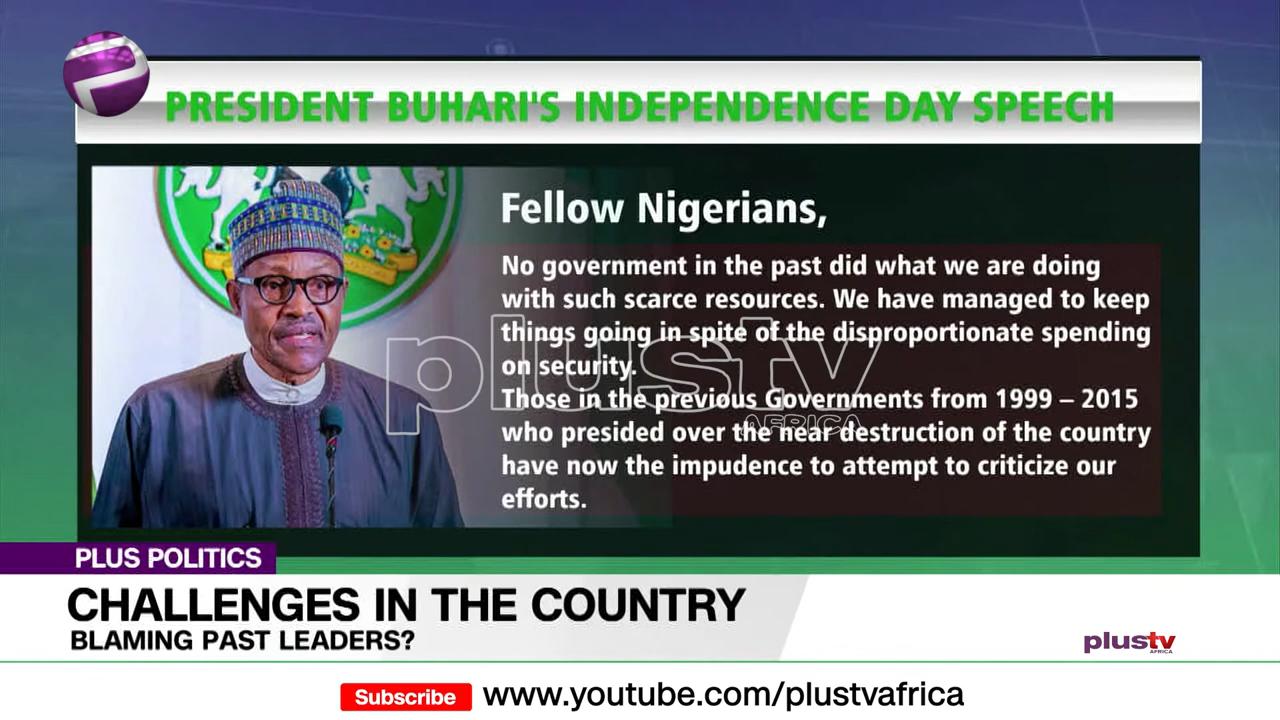 PRESIDENT BUHARI'S INDEPENDENCE DAY SPEECH
Fellow Nigerians,
No government in the past did what we are doing
with such scarce resources. We have managed to keep
things going in spite of the disproportionate spending
on security.
Those in the previous Governments from 1999 – 2015
who presided over the near destruction of the country
have now the impudence to attempt to criticize our
efforts.
plustv
AFRICA
PLUS POLITICS
CHALLENGES IN THE COUNTRY
BLAMING PAST LEADERS?
plustv
AFRICA
Subscribe www.youtube.com/plustvafrica